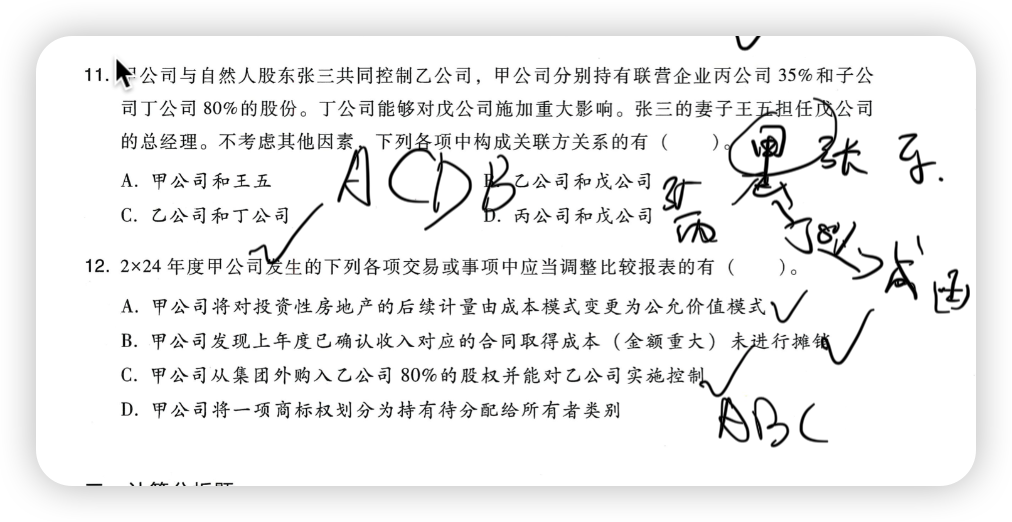 11. 甲公司与自然人股东张三共同控制乙公司，甲公司分别持有联营企业丙公司 35%和子公
司丁公司 80%的股份。丁公司能够对戊公司施加重大影响。张三的妻子王五担任戊公司
的总经理。不考虑其他因素，下列各项中构成关联方关系的有（ ）。
A. 甲公司和王五 B. 乙公司和戊公司
C. 乙公司和丁公司 D. 丙公司和戊公司
A C D B
12. 2×24 年度甲公司发生的下列各项交易或事项中应当调整比较报表的有（ ）。
A. 甲公司将对投资性房地产的后续计量由成本模式变更为公允价值模式
B. 甲公司发现上年度已确认收入对应的合同取得成本（金额重大）未进行摊销
C. 甲公司从集团外购入乙公司 80%的股权并能对乙公司实施控制
D. 甲公司将一项商标权划分为持有待分配给所有者类别
ABC